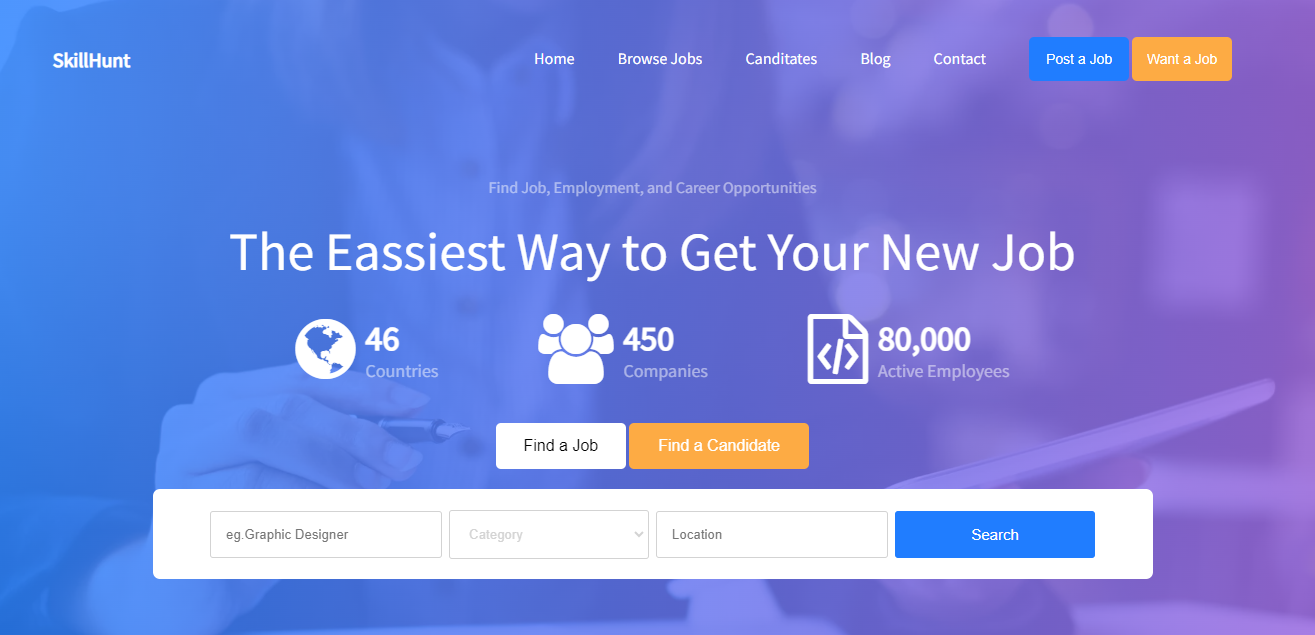 SkillHunt
Home Browse Jobs Canditates Blog Contact Post a Job Want a Job
Find Job, Employment, and Career Opportunities
The Eassiest Way to Get Your New Job
46 450 80,000
Countries Companies Active Employees
Find a Job Find a Candidate
eg.Graphic Designer Category Location Search